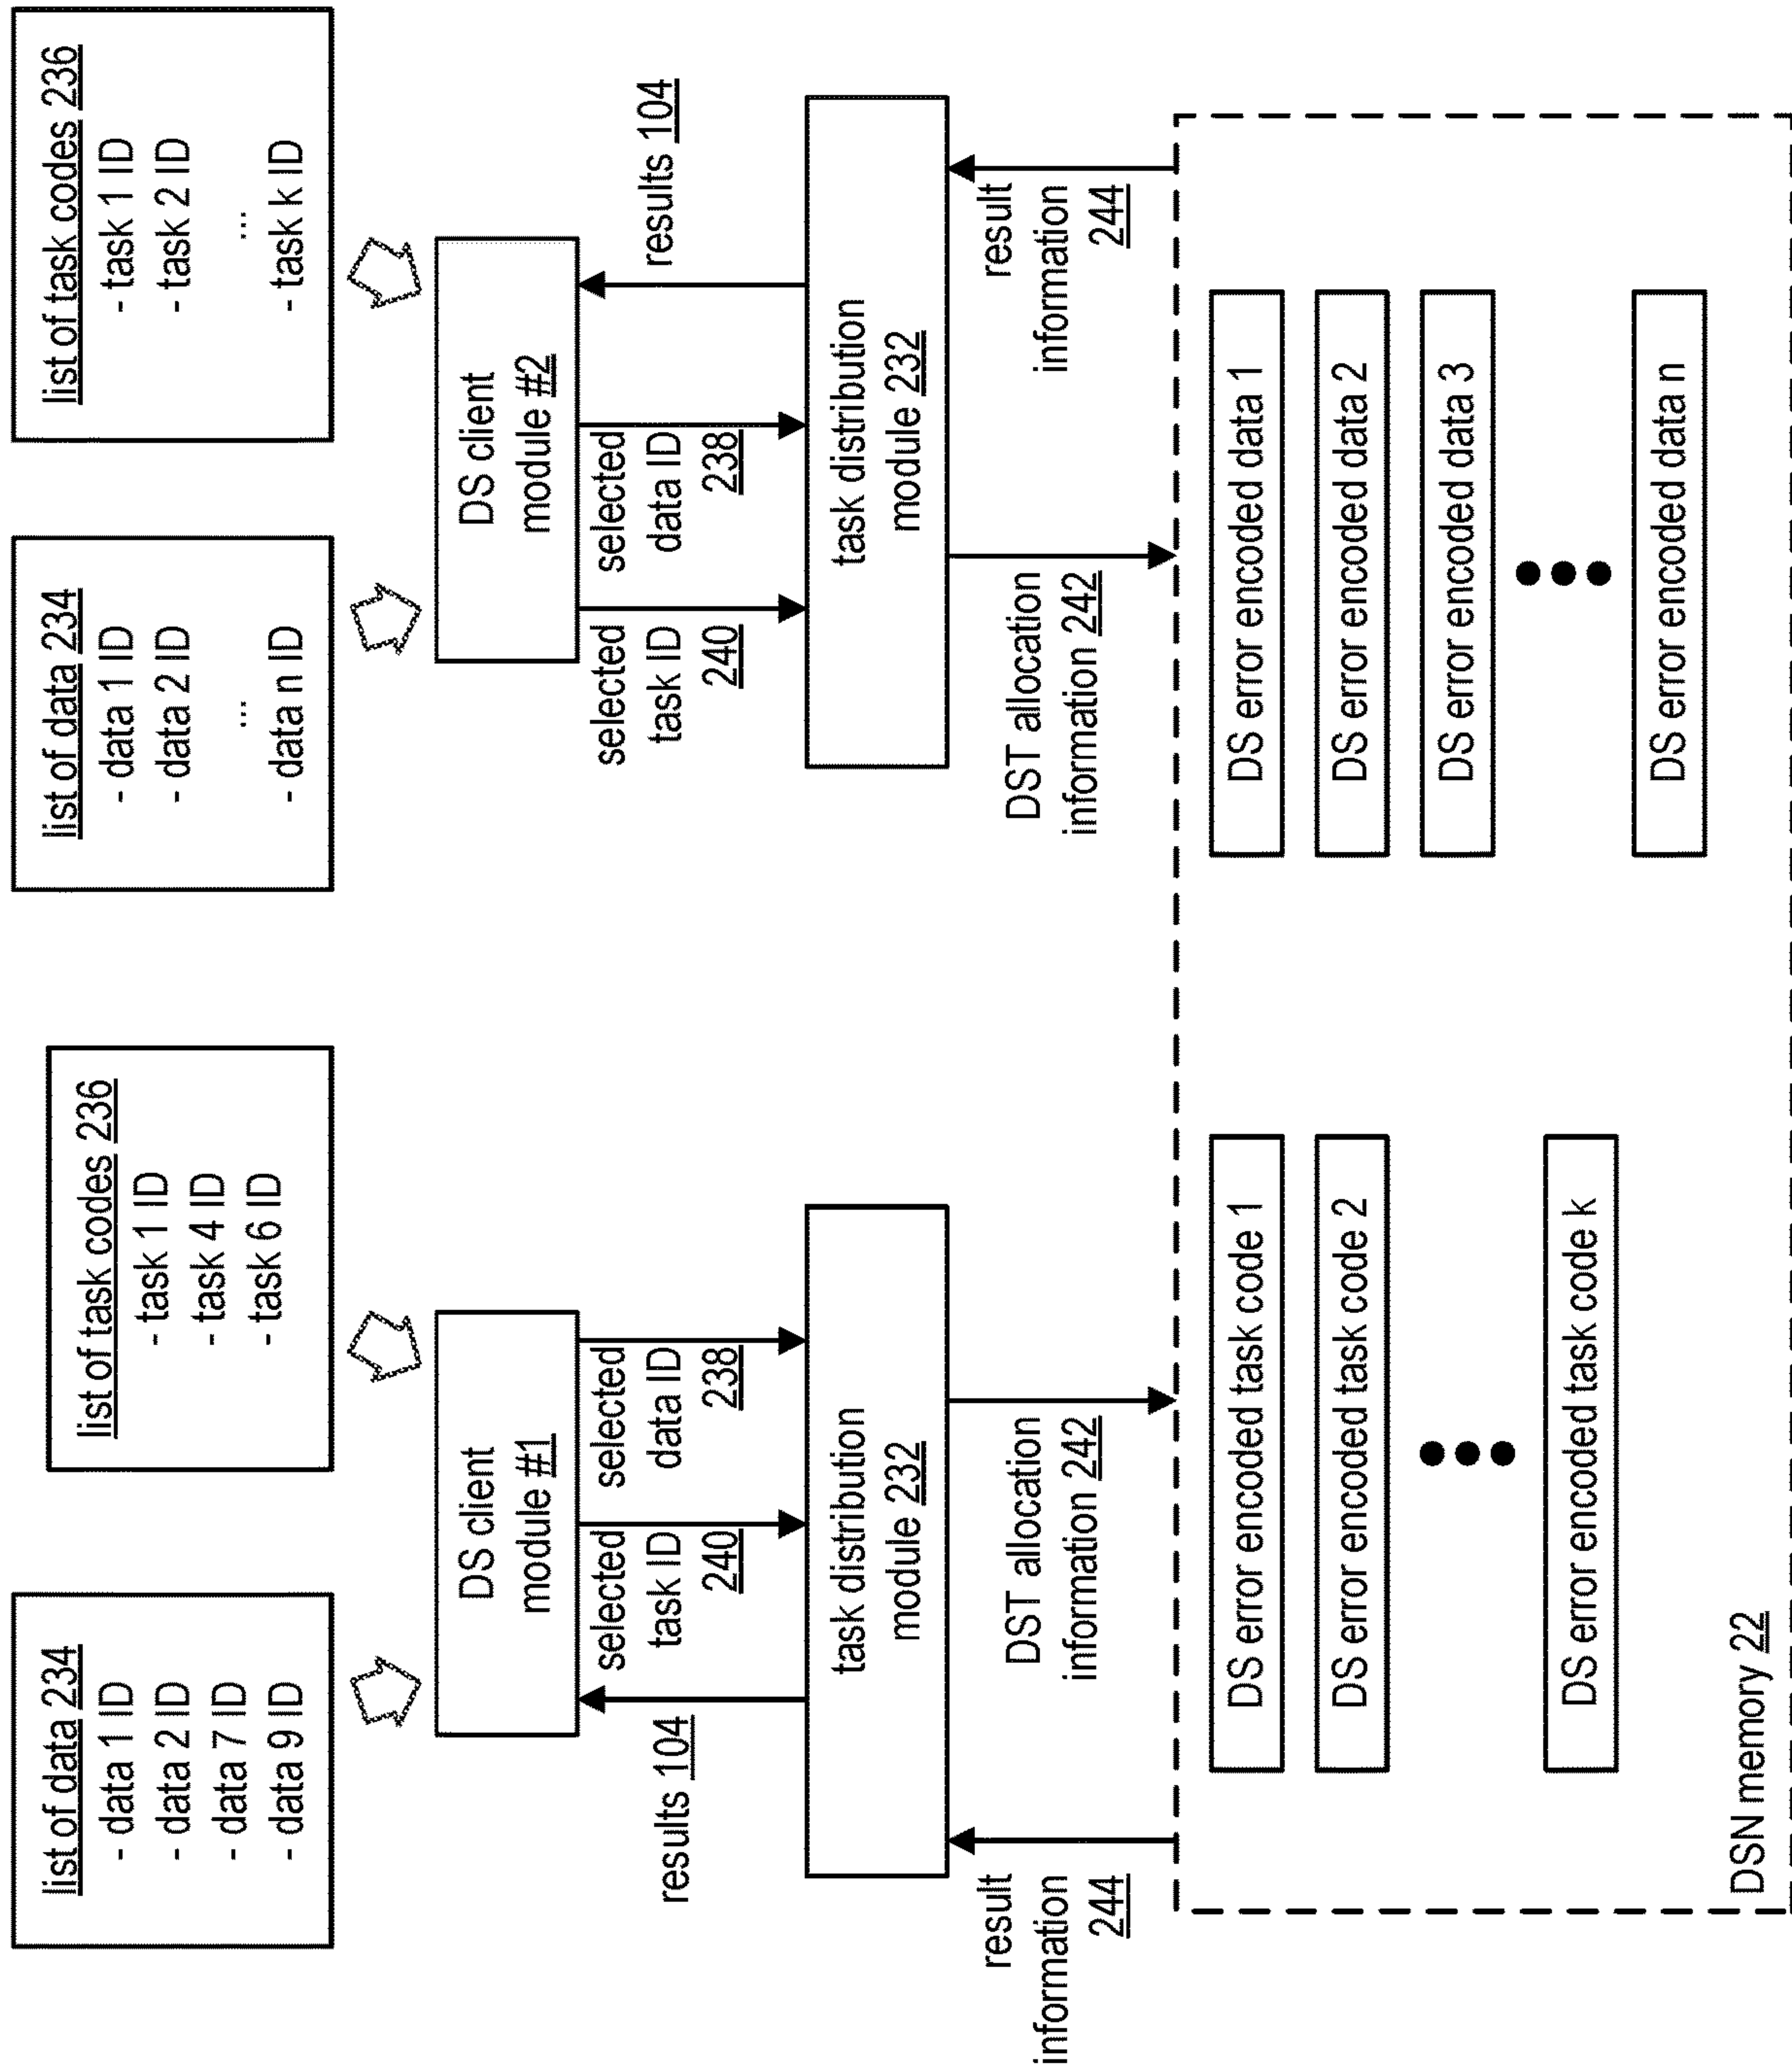 list of data 234
- data 1 ID
- data 2 ID
- data 7 ID
- data 9 ID
list of task codes 236
- task 1 ID
- task 4 ID
- task 6 ID
list of data 234
- data 1 ID
- data 2 ID
...
- data n ID
list of task codes 236
- task 1 ID
- task 2 ID
...
- task k ID
DS client
module #1
DS client
module #2
results 104
selected
task ID
240
selected
data ID
238
selected
task ID
240
selected
data ID
238
results 104
task distribution
module 232
task distribution
module 232
result
information
244
DST allocation
information 242
DST allocation
information 242
result
information
244
DS error encoded task code 1
DS error encoded task code 2
DS error encoded task code k
DS error encoded data 1
DS error encoded data 2
DS error encoded data 3
DS error encoded data n
DSN memory 22